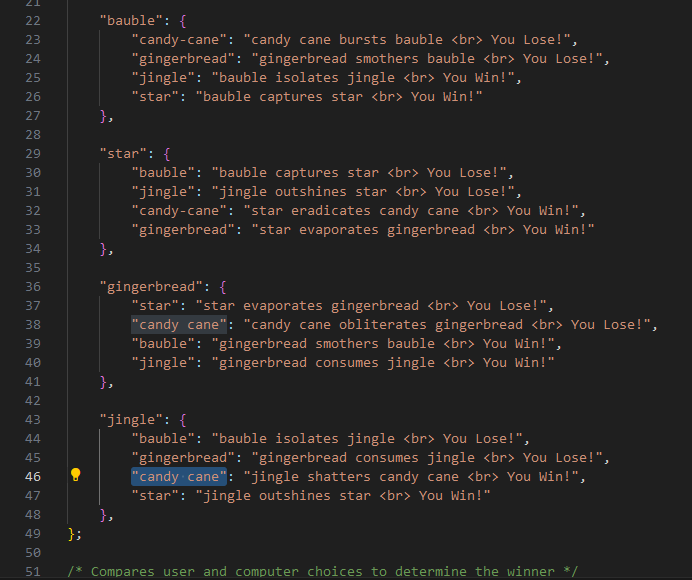 21
22 "bauble": {
23 "candy-cane": "candy cane bursts bauble <br> You Lose!",
24 "gingerbread": "gingerbread smothers bauble <br> You Lose!",
25 "jingle": "bauble isolates jingle <br> You Win!",
26 "star": "bauble captures star <br> You Win!"
27 },
28
29 "star": {
30 "bauble": "bauble captures star <br> You Lose!",
31 "jingle": "jingle outshines star <br> You Lose!",
32 "candy-cane": "star eradicates candy cane <br> You Win!",
33 "gingerbread": "star evaporates gingerbread <br> You Win!"
34 },
35
36 "gingerbread": {
37 "star": "star evaporates gingerbread <br> You Lose!",
38 "candy cane": "candy cane obliterates gingerbread <br> You Lose!",
39 "bauble": "gingerbread smothers bauble <br> You Win!",
40 "jingle": "gingerbread consumes jingle <br> You Win!"
41 },
42
43 "jingle": {
44 "bauble": "bauble isolates jingle <br> You Lose!",
45 "gingerbread": "gingerbread consumes jingle <br> You Lose!",
46 "candy cane": "jingle shatters candy cane <br> You Win!",
47 "star": "jingle outshines star <br> You Win!"
48 },
49 };
50
51 /* Compares user and computer choices to determine the winner */